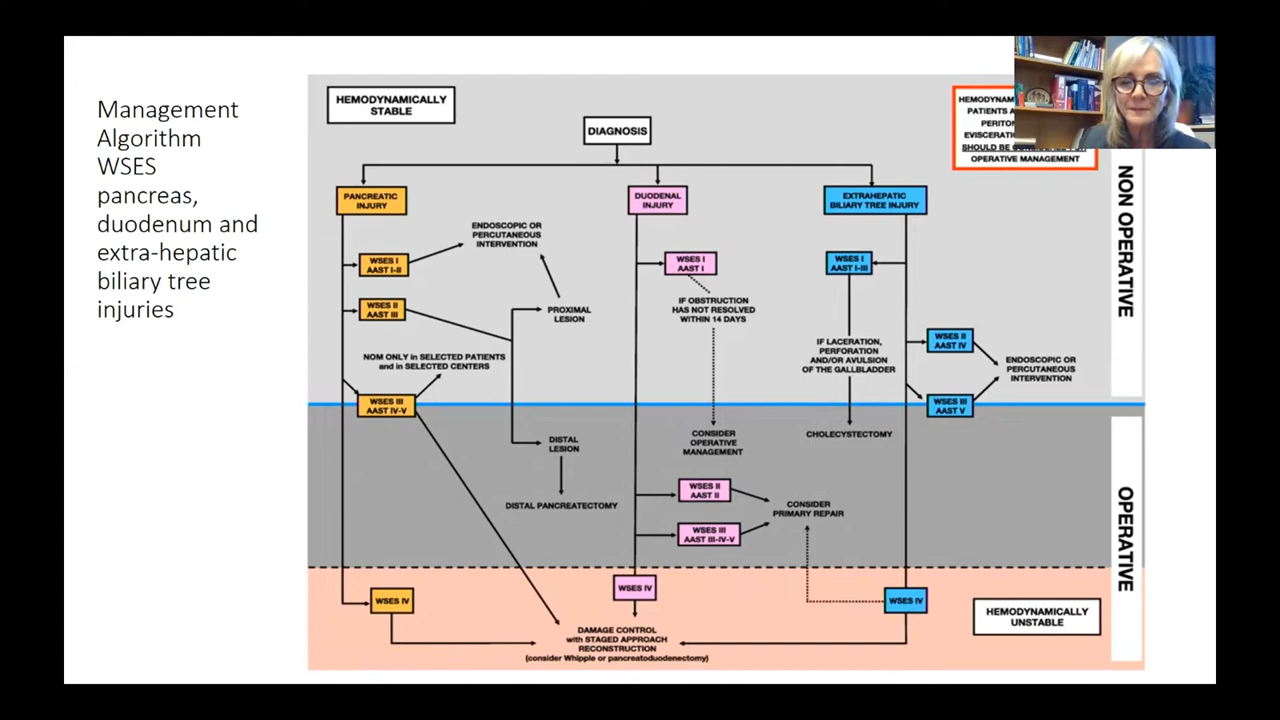 Management
Algorithm
WSES
pancreas,
duodenum and
extra-hepatic
biliary tree
injuries
HEMODYNAMICALLY
STABLE
DIAGNOSIS
PATIENTS
SHOULD BE
OPERATIVE MANAGEMENT
PANCREATIC
INJURY
DUODENAL
INJURY
EXTRAHEPATIC
BILIARY TREE INJURY
NON OPERATIVE
ENDOSCOPIC OR
PERCUTANEOUS
INTERVENTION
WSES I
AAST I-II
WSES I
AAST I
WSES I
AAST I-III
WSES II
AAST III
PROXIMAL
LESION
IF OBSTRUCTION
HAS NOT RESOLVED
WITHIN 14 DAYS
NOM ONLY in SELECTED PATIENTS
and in SELECTED CENTERS
IF LACERATION,
PERFORATION
AND/OR AVULSION
OF THE GALLBLADDER
WSES II
AAST IV
ENDOSCOPIC OR
PERCUTANEOUS
INTERVENTION
WSES III
AAST IV-V
WSES III
AAST V
DISTAL
LESION
CONSIDER
OPERATIVE
MANAGEMENT
CHOLECYSTECTOMY
DISTAL PANCREATECTOMY
WSES II
AAST II
WSES III
AAST III-IV-V
CONSIDER
PRIMARY REPAIR
OPERATIVE
WSES IV
WSES IV
WSES IV
HEMODYNAMICALLY
UNSTABLE
DAMAGE CONTROL
with STAGED APPROACH
RECONSTRUCTION
(consider Whipple or pancreatoduodenectomy)